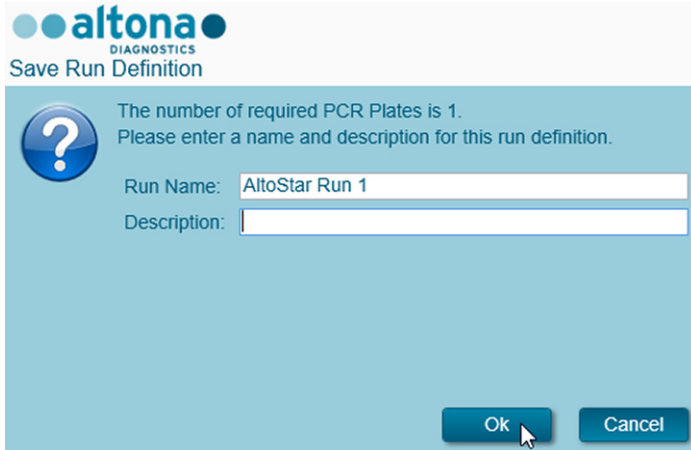 altona
DIAGNOSTICS
Save Run Definition
The number of required PCR Plates is 1.
Please enter a name and description for this run definition.
Run Name: AltoStar Run 1
Description:
Ok Cancel